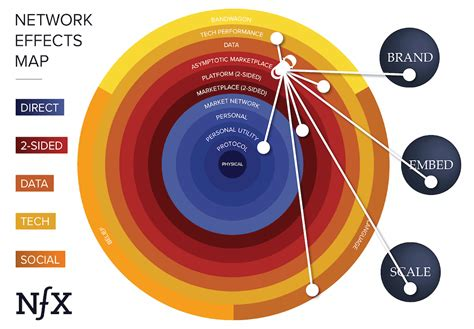 NETWORK
EFFECTS
MAP
DIRECT
2-SIDED
DATA
TECH
SOCIAL
NfX
BANDWAGON
TECH PERFORMANCE
DATA
ASYMPTOTIC MARKETPLACE
PLATFORM (2-SIDED)
MARKETPLACE (2-SIDED)
MARKET NETWORK
PERSONAL
PERSONAL UTILITY
PROTOCOL
PHYSICAL
BELIEF
LANGUAGE
BRAND
EMBED
SCALE